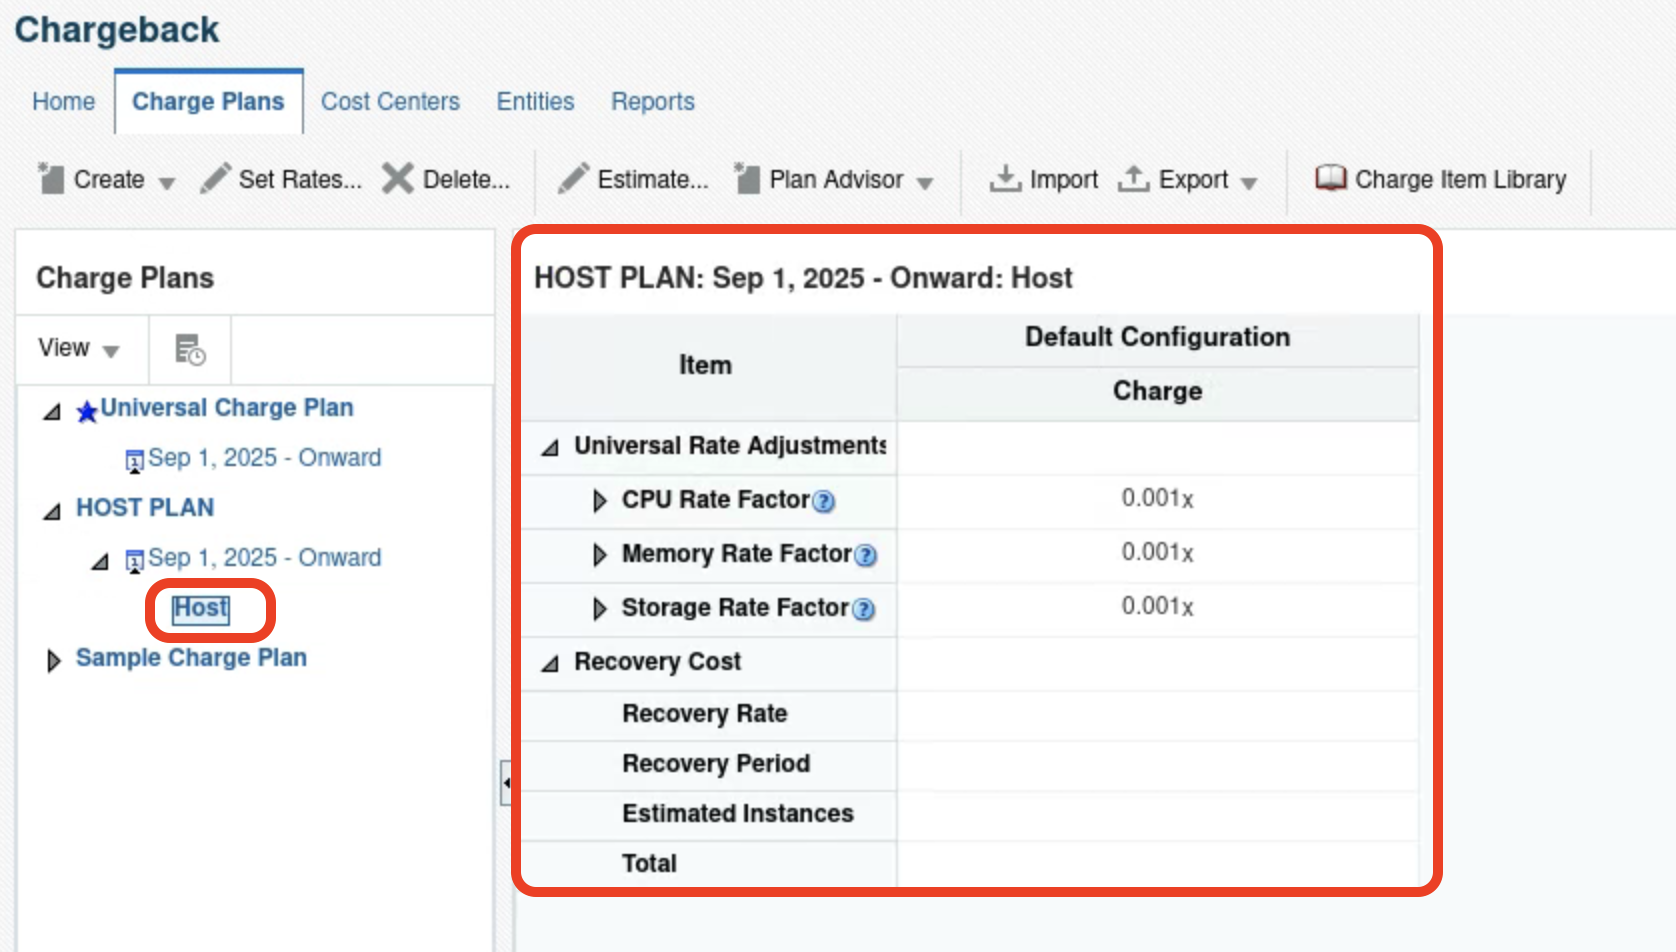 Chargeback
Home Charge Plans Cost Centers Entities Reports
Create Set Rates... Delete... Estimate... Plan Advisor Import Export Charge Item Library
Charge Plans
View
Universal Charge Plan
Sep 1, 2025 - Onward
HOST PLAN
Sep 1, 2025 - Onward
Host
Sample Charge Plan
HOST PLAN: Sep 1, 2025 - Onward: Host
Item Default Configuration
Charge
Universal Rate Adjustments
CPU Rate Factor 0.001x
Memory Rate Factor 0.001x
Storage Rate Factor 0.001x
Recovery Cost
Recovery Rate
Recovery Period
Estimated Instances
Total